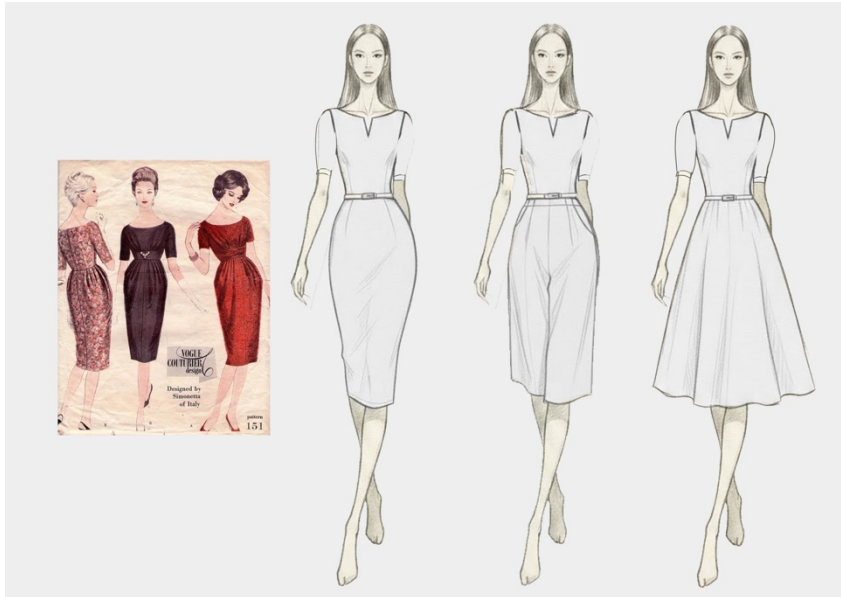 VOGUE
COUTURIER
design
Designed by
Simonetta
of Italy
pattern
151